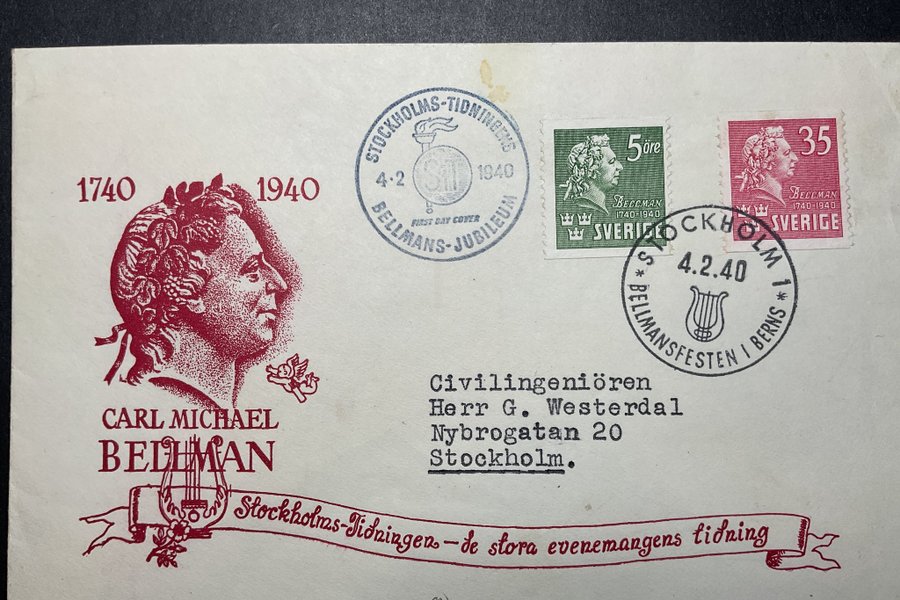 1740 1940
CARL MICHAEL
BELLMAN
Stockholms-Tidningen – de stora evenemangens tidning
STOCKHOLMS-TIDNINGENS
4-2 1940
ST
FIRST DAY COVER
BELLMANS-JUBILEUM
5 öre
BELLMAN
1740-1940
SVERIGE
35
BELLMAN
1740-1940
SVERIGE
STOCKHOLM 1
4.2.40
* BELLMANSFESTEN I BERNS *
Civilingeniören
Herr G. Westerdal
Nybrogatan 20
Stockholm.